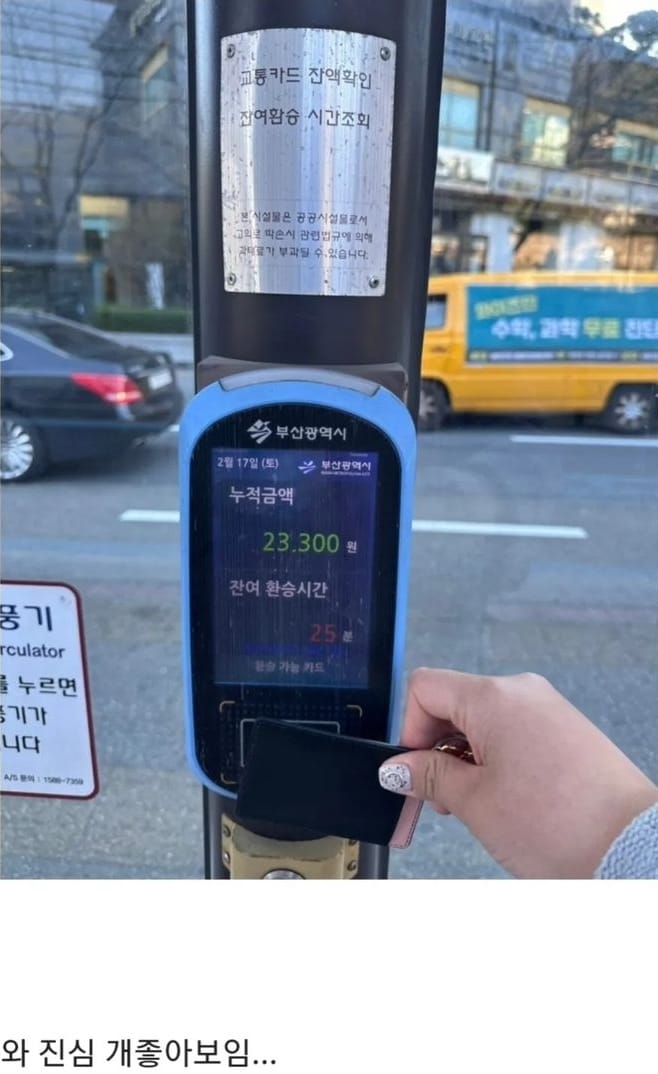 교통카드 잔액확인
잔여환승 시간조회
본 시설물은 공공시설물로서
고의로 파손시 관련법규에 의해
과태료가 부과될 수 있습니다.
부산광역시
2월 17일 (토) 부산광역시
누적금액
23,300 원
잔여 환승시간
25 분
환승 가능 카드
수학, 과학 무료 진단
풍기
rculator
를 누르면
풍기가
니다
A/S 문의 : 1588-7359
와 진심 개좋아보임...